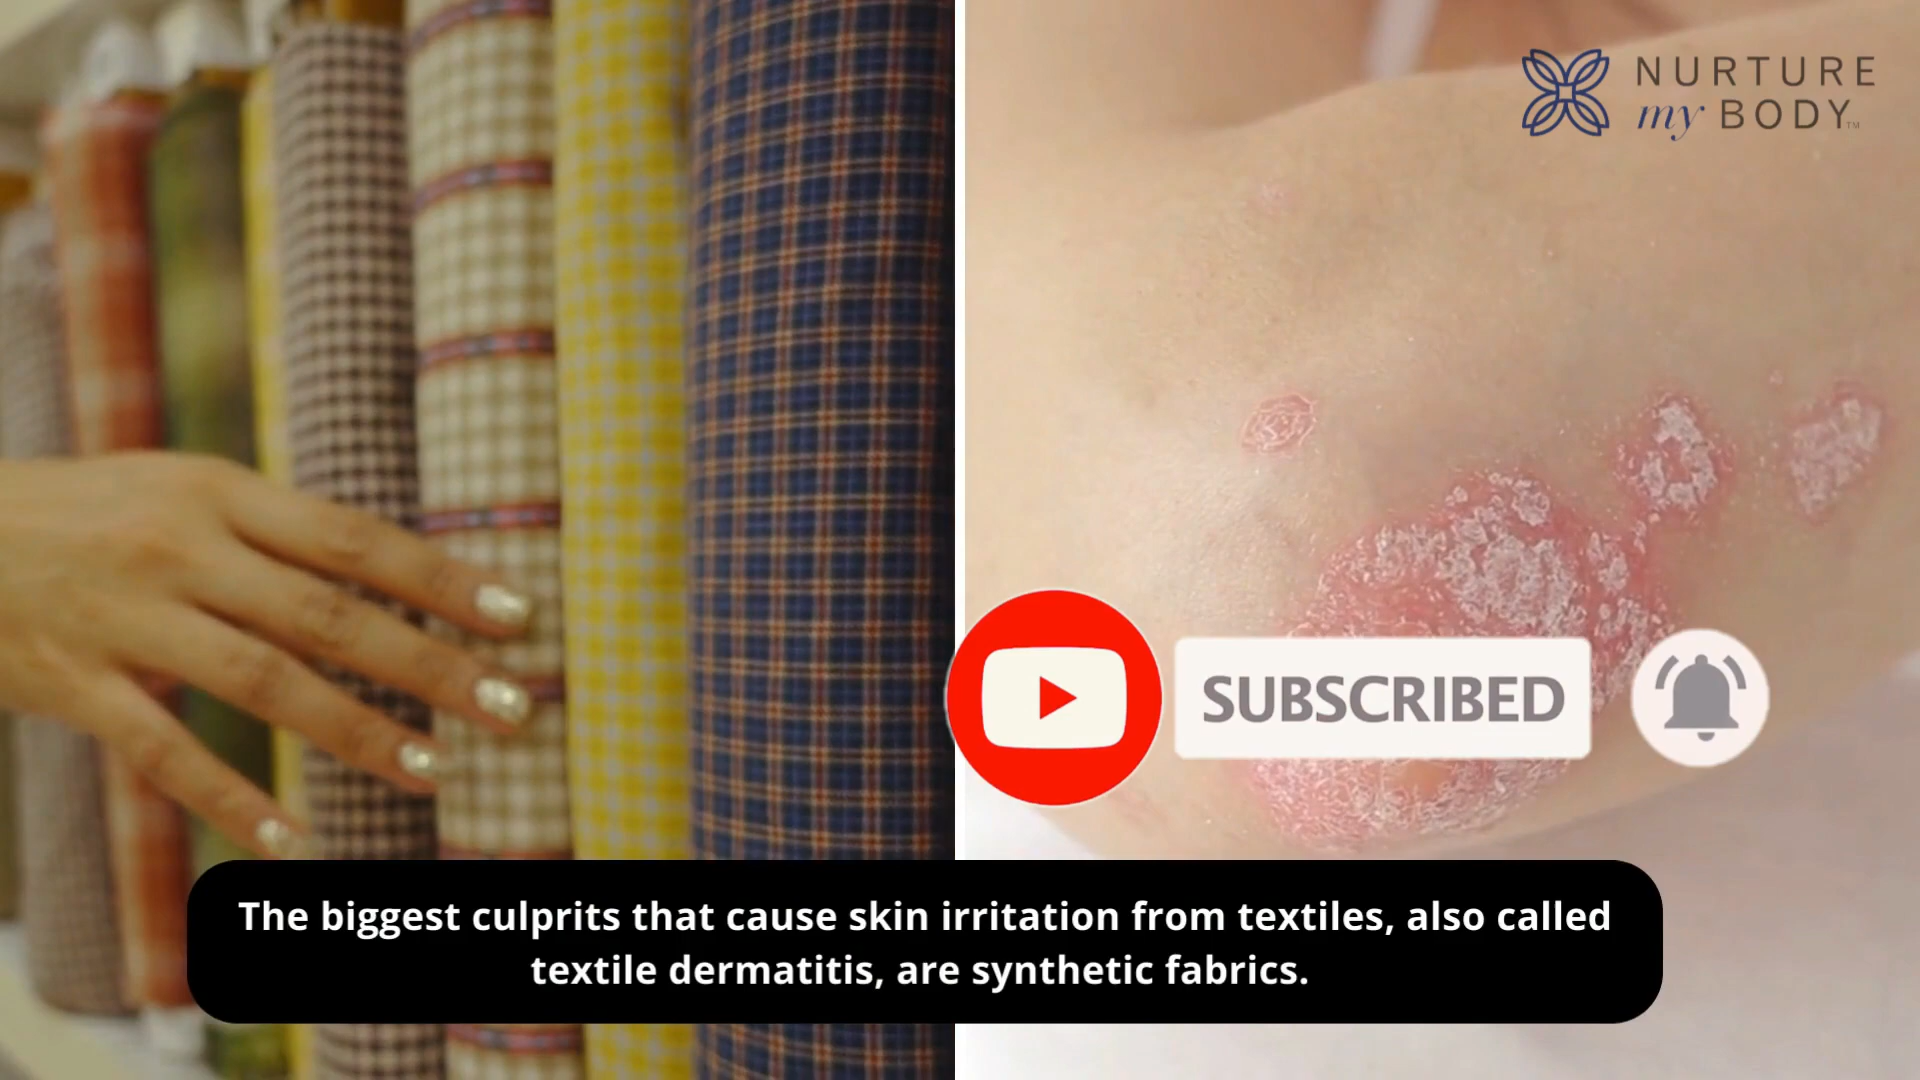 NURTURE
my BODY™
SUBSCRIBED
The biggest culprits that cause skin irritation from textiles, also called
textile dermatitis, are synthetic fabrics.